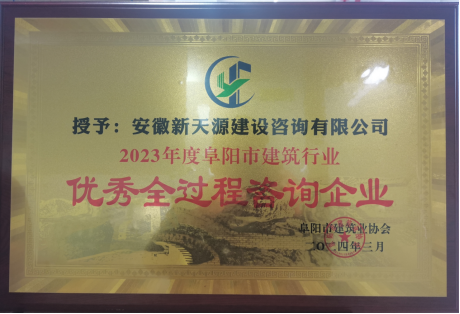 授予：安徽新天源建设咨询有限公司
2023年度阜阳市建筑行业
优秀全过程咨询企业
阜阳市建筑业协会
二〇二四年三月